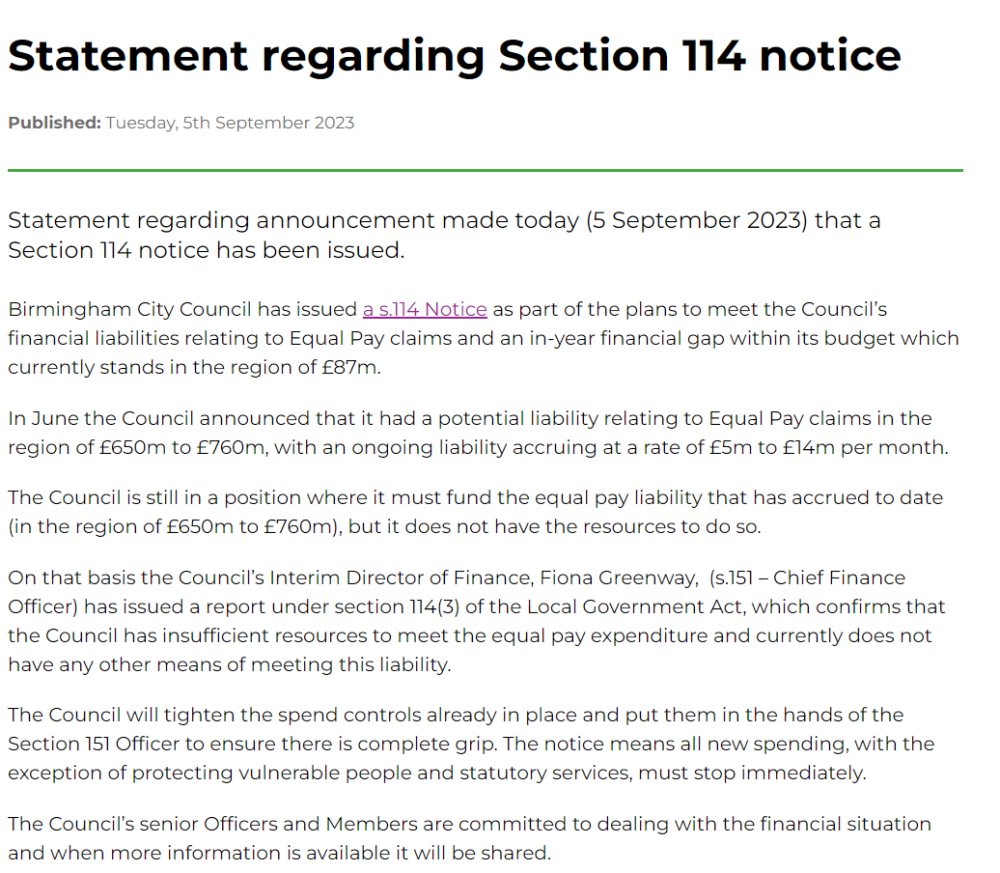 Statement regarding Section 114 notice
Published: Tuesday, 5th September 2023
Statement regarding announcement made today (5 September 2023) that a
Section 114 notice has been issued.
Birmingham City Council has issued a s.114 Notice as part of the plans to meet the Council’s
financial liabilities relating to Equal Pay claims and an in-year financial gap within its budget which
currently stands in the region of £87m.
In June the Council announced that it had a potential liability relating to Equal Pay claims in the
region of £650m to £760m, with an ongoing liability accruing at a rate of £5m to £14m per month.
The Council is still in a position where it must fund the equal pay liability that has accrued to date
(in the region of £650m to £760m), but it does not have the resources to do so.
On that basis the Council’s Interim Director of Finance, Fiona Greenway, (s.151 – Chief Finance
Officer) has issued a report under section 114(3) of the Local Government Act, which confirms that
the Council has insufficient resources to meet the equal pay expenditure and currently does not
have any other means of meeting this liability.
The Council will tighten the spend controls already in place and put them in the hands of the
Section 151 Officer to ensure there is complete grip. The notice means all new spending, with the
exception of protecting vulnerable people and statutory services, must stop immediately.
The Council’s senior Officers and Members are committed to dealing with the financial situation
and when more information is available it will be shared.